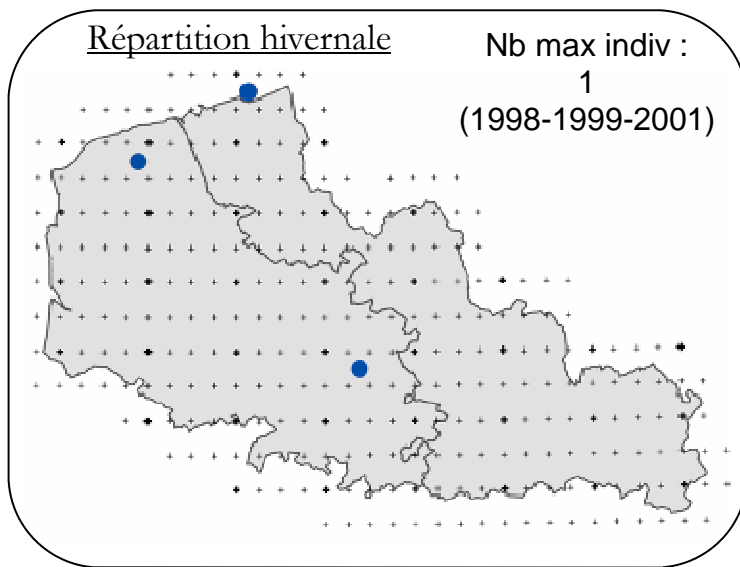 Répartition hivernale
Nb max indiv :
1
(1998-1999-2001)